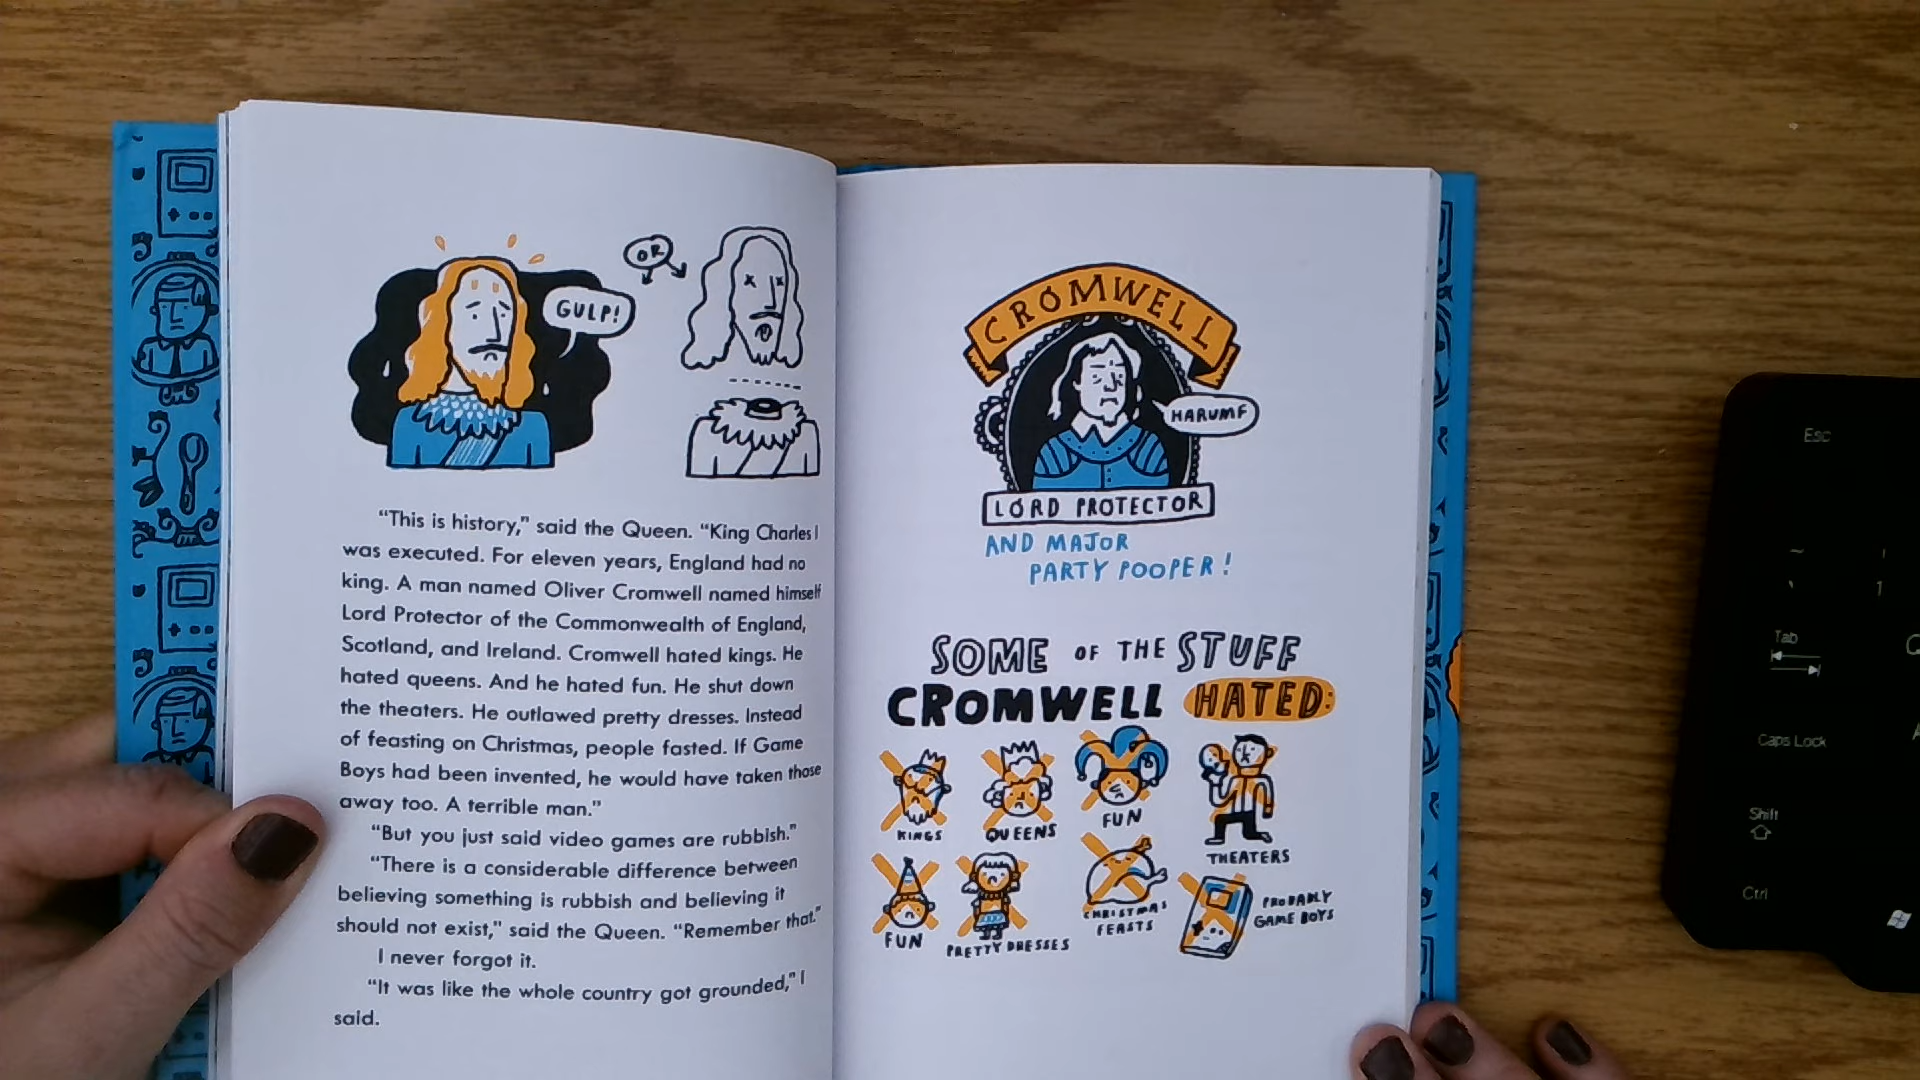 OR
GULP!
"This is history," said the Queen. "King Charles I
was executed. For eleven years, England had no
king. A man named Oliver Cromwell named himself
Lord Protector of the Commonwealth of England,
Scotland, and Ireland. Cromwell hated kings. He
hated queens. And he hated fun. He shut down
the theaters. He outlawed pretty dresses. Instead
of feasting on Christmas, people fasted. If Game
Boys had been invented, he would have taken those
away too. A terrible man."
"But you just said video games are rubbish."
"There is a considerable difference between
believing something is rubbish and believing it
should not exist," said the Queen. "Remember that."
I never forgot it.
"It was like the whole country got grounded," I
said.
CROMWELL
HARUMF
LORD PROTECTOR
AND MAJOR
PARTY POOPER!
SOME OF THE STUFF
CROMWELL HATED:
KINGS
QUEENS
FUN
THEATERS
FUN
PRETTY DRESSES
CHRISTMAS
FEASTS
PROBABLY
GAME BOYS
Esc
~
!
1
Tab
Q
Caps Lock
A
Shift
Ctrl